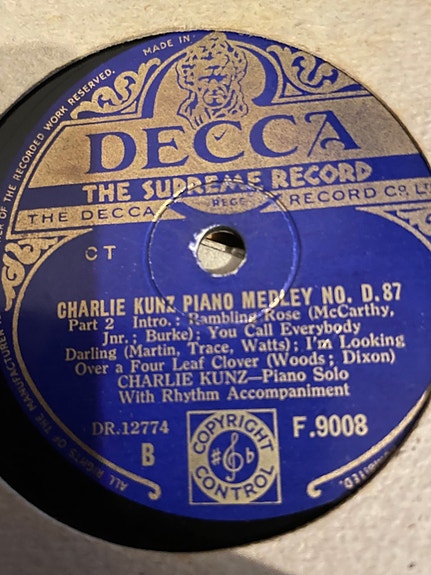 MADE IN
OF THE RECORDED WORK RESERVED.
DECCA
THE SUPREME RECORD
THE DECCA REGD RECORD CO. LTD
CT
CHARLIE KUNZ PIANO MEDLEY NO. D.87
Part 2 Intro.: Rambling Rose (McCarthy,
Jnr.; Burke); You Call Everybody
Darling (Martin, Trace, Watts); I'm Looking
Over a Four Leaf Clover (Woods; Dixon)
CHARLIE KUNZ—Piano Solo
With Rhythm Accompaniment
DR.12774
B
COPYRIGHT
CONTROL
F.9008
ALL RIGHTS OF THE MANUFACTURER